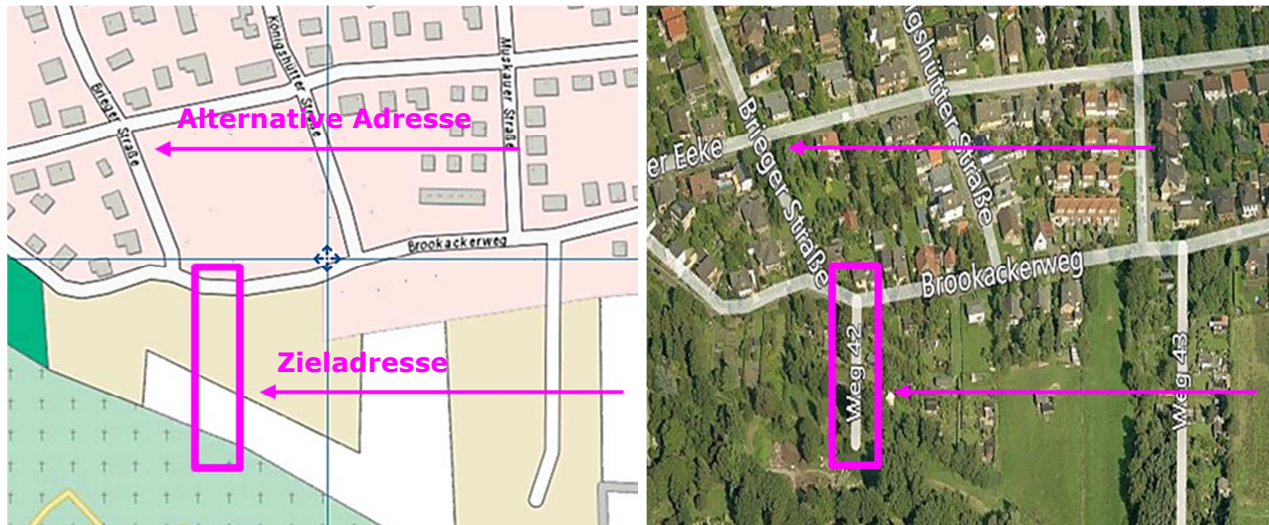 Brieger Straße
Königshütter Straße
Muskauer Straße
Alternative Adresse
Brookackerweg
Zieladresse
er Eeke
Brieger Straße
gshütter Straße
Brookackerweg
Weg 42
Weg 43